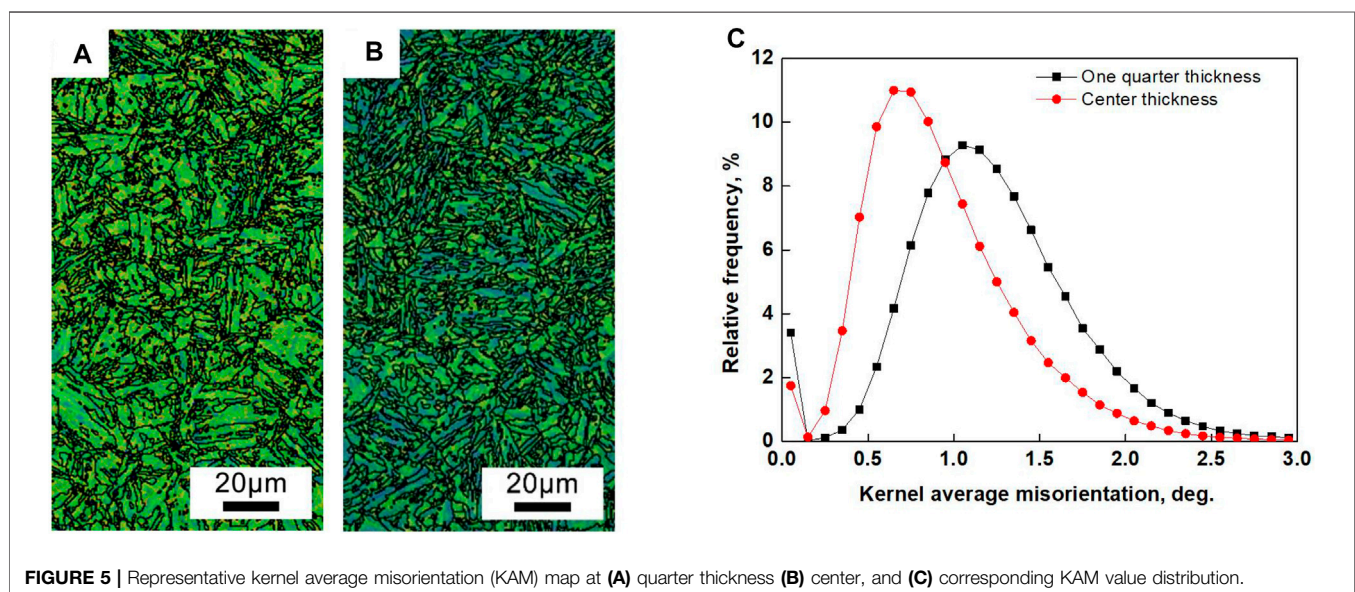 A
B
C
20µm
20µm
12
10
8
6
4
2
0
Relative frequency, %
One quarter thickness
Center thickness
0.0 0.5 1.0 1.5 2.0 2.5 3.0
Kernel average misorientation, deg.
FIGURE 5 | Representative kernel average misorientation (KAM) map at (A) quarter thickness (B) center, and (C) corresponding KAM value distribution.